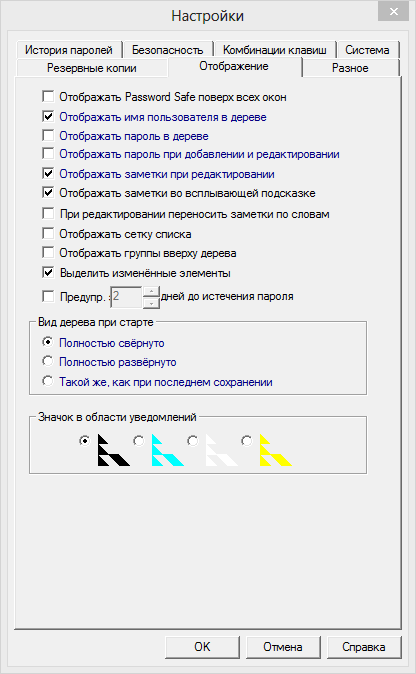 Настройки
История паролей
Безопасность
Комбинации клавиш
Система
Резервные копии
Отображение
Разное
Отображать Password Safe поверх всех окон
Отображать имя пользователя в дереве
Отображать пароль в дереве
Отображать пароль при добавлении и редактировании
Отображать заметки при редактировании
Отображать заметки во всплывающей подсказке
При редактировании переносить заметки по словам
Отображать сетку списка
Отображать группы вверху дерева
Выделить изменённые элементы
Предупр. 2 дней до истечения пароля
Вид дерева при старте
Полностью свёрнуто
Полностью развёрнуто
Такой же, как при последнем сохранении
Значок в области уведомлений
OK
Отмена
Справка